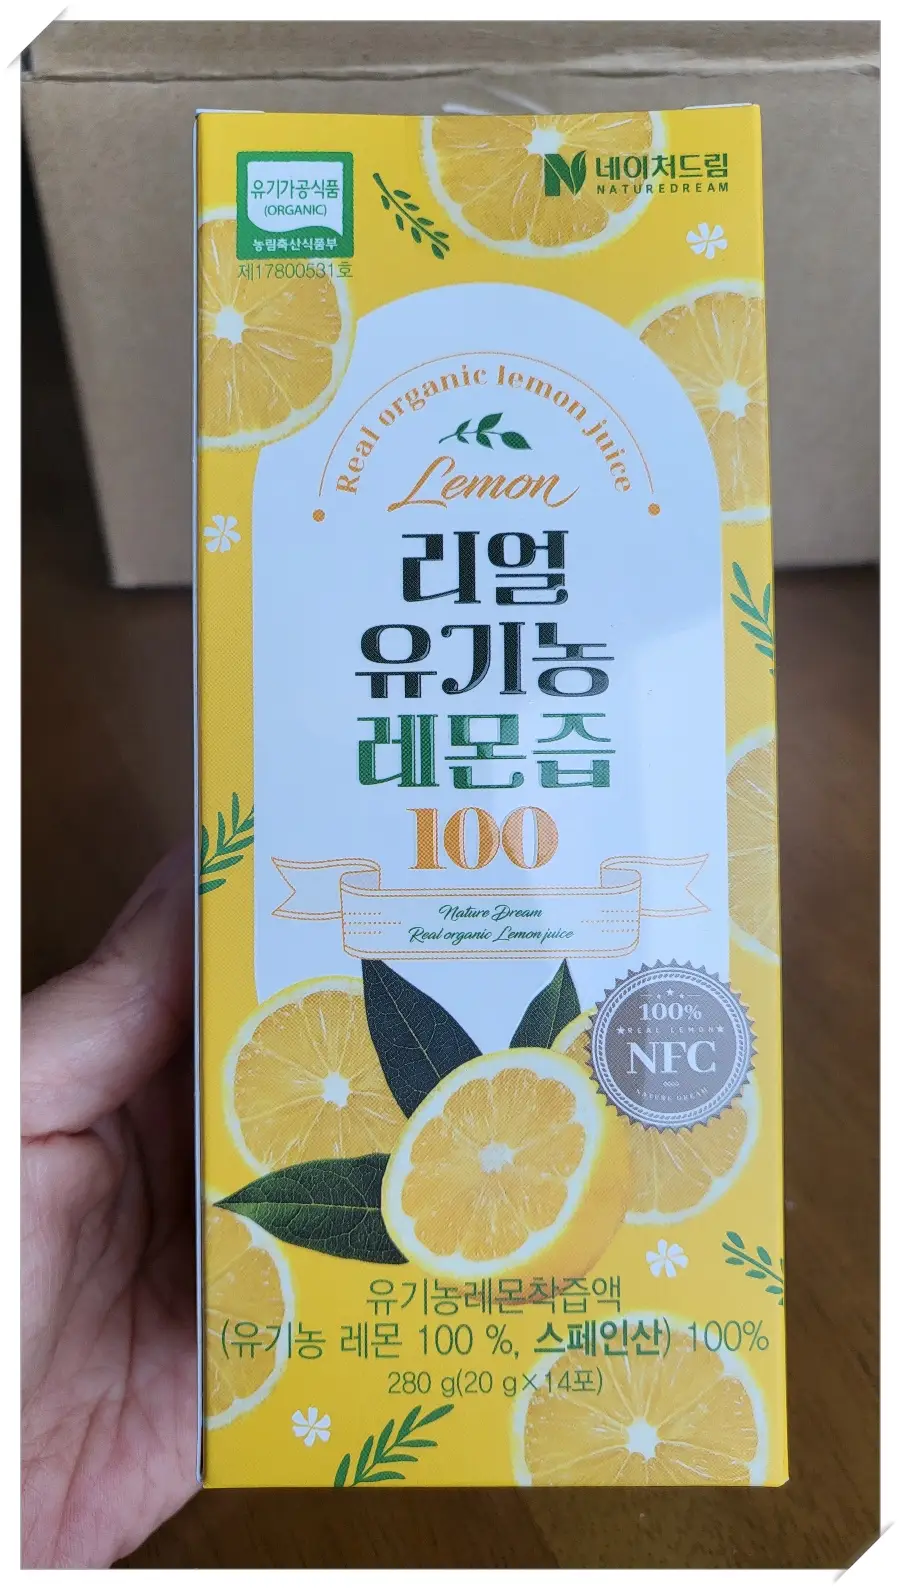 유기가공식품
(ORGANIC)
농림축산식품부
제17800531호
네이처드림
NATUREDREAM
Real organic lemon juice
Lemon
리얼
유기농
레몬즙
100
Nature Dream
Real organic Lemon juice
100%
REAL LEMON
NFC
NATURE DREAM
유기농레몬착즙액
(유기농 레몬 100 %, 스페인산) 100%
280 g(20 g×14포)